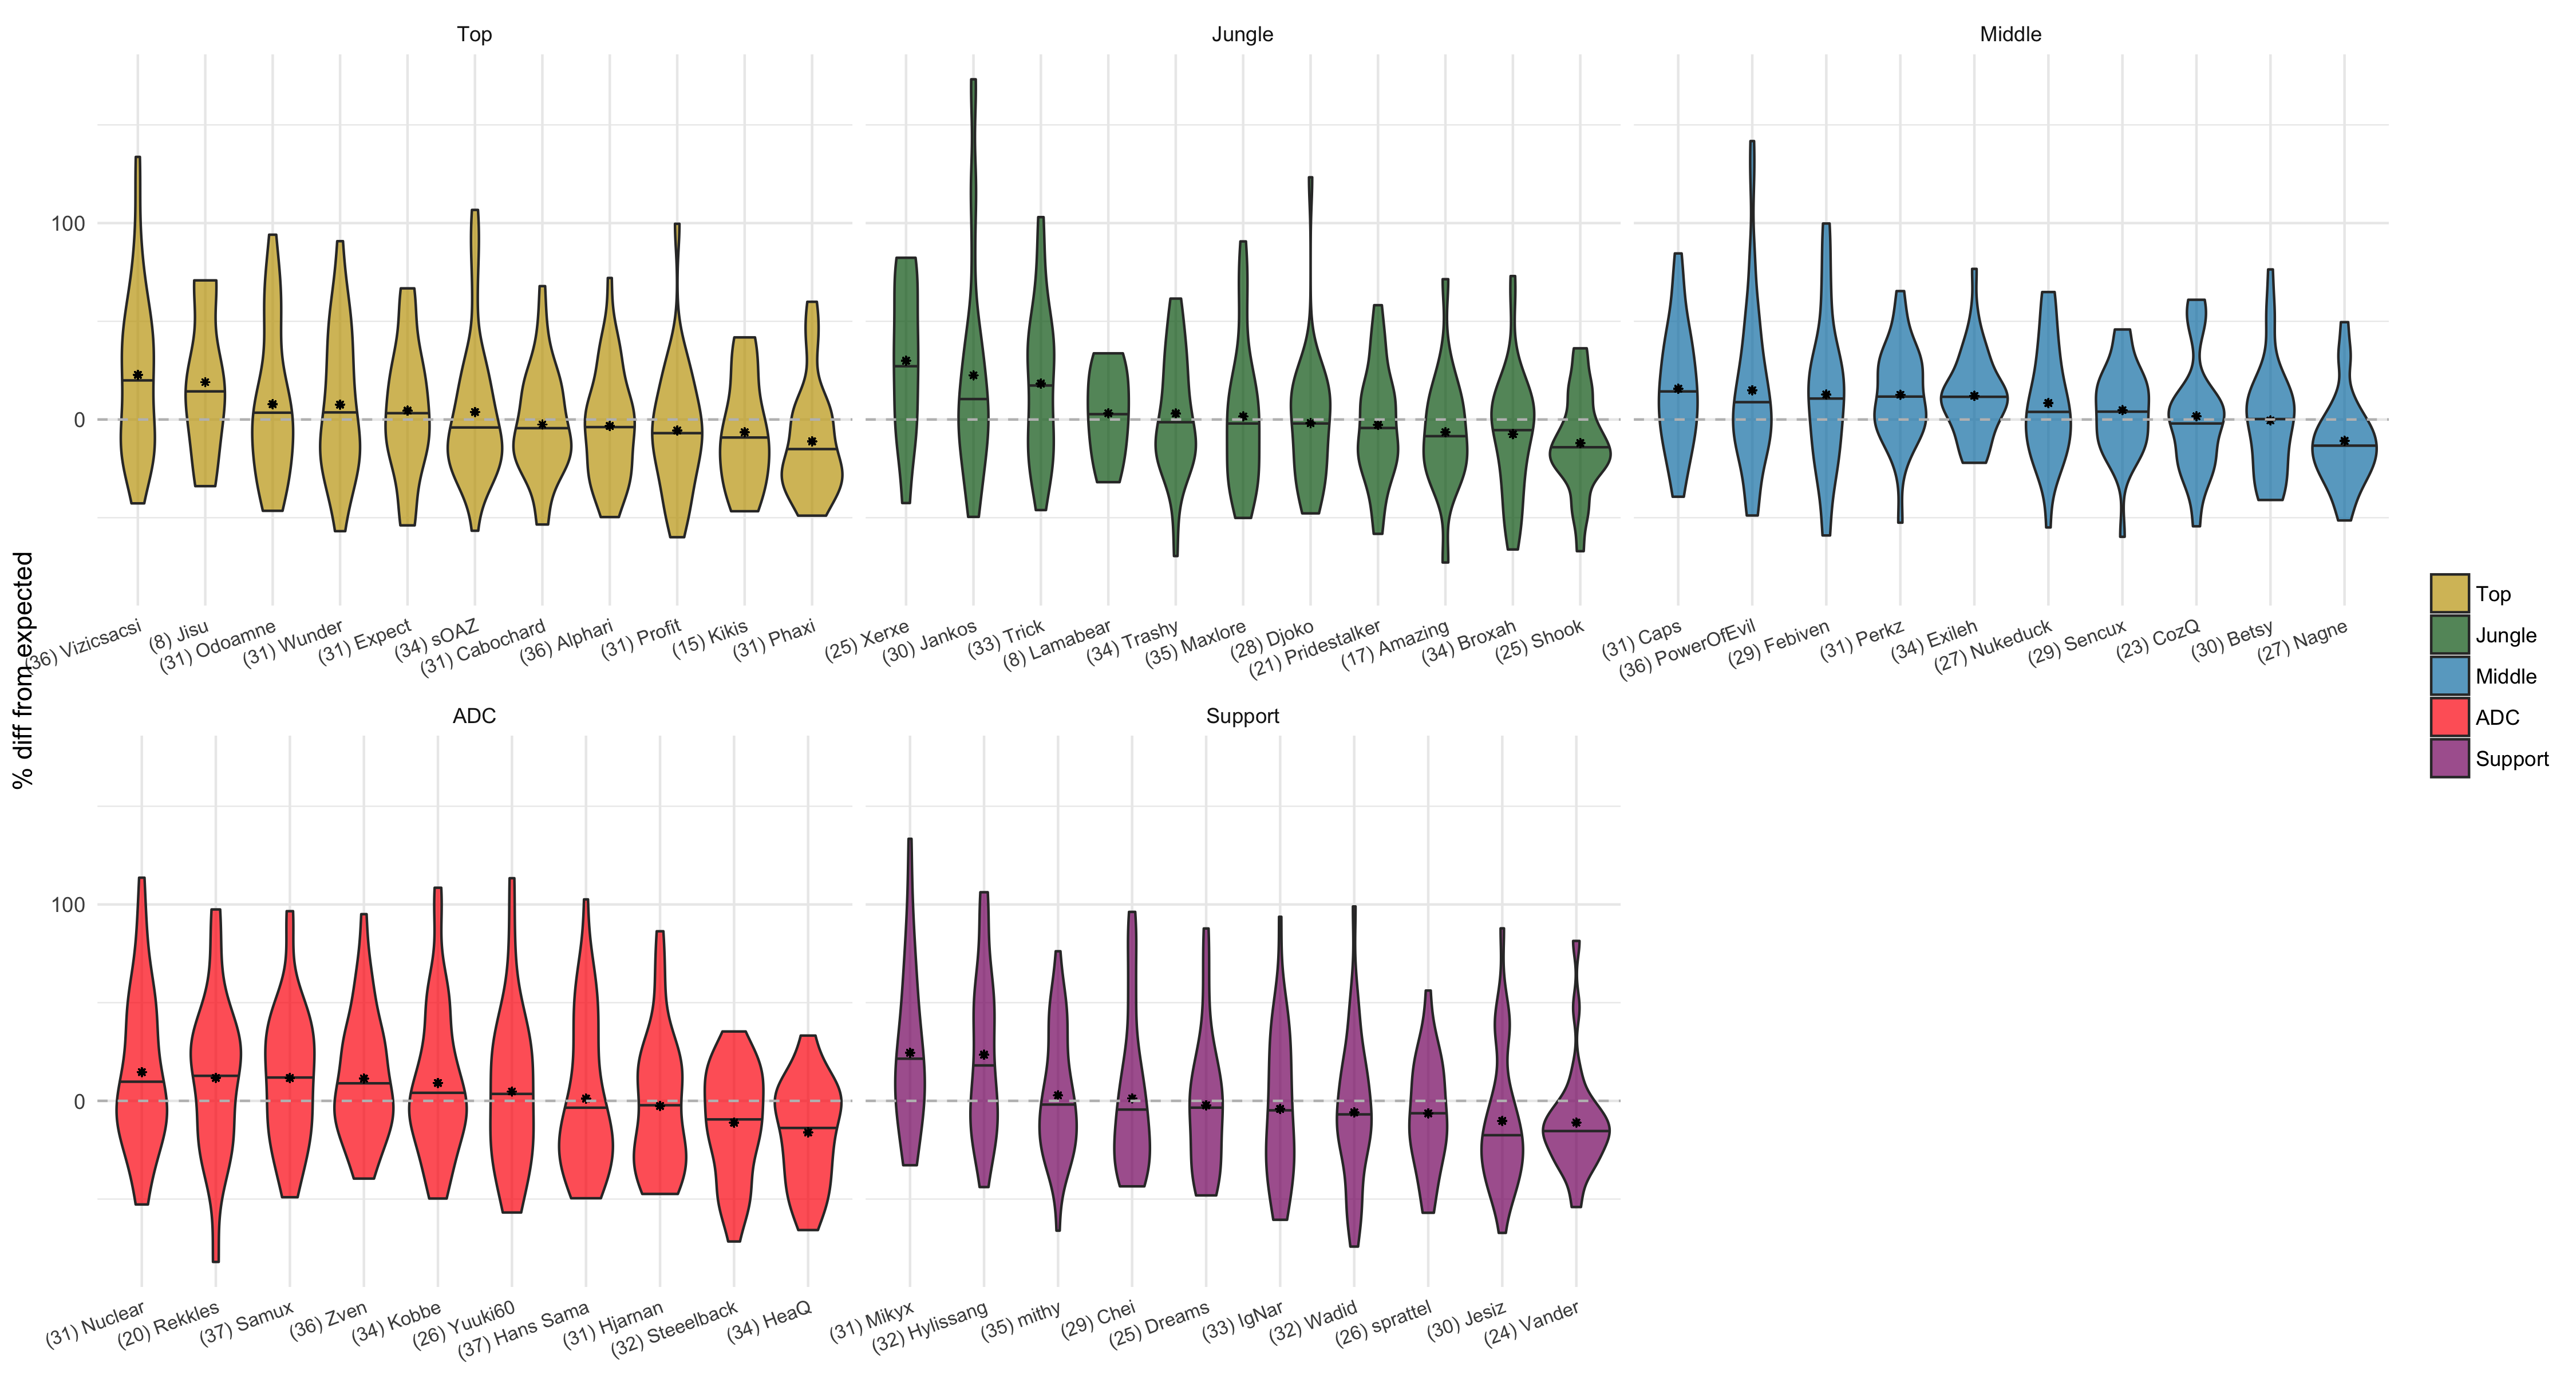 Top
Jungle
Middle
100
0
(36) Vizicsacsi
(8) Jisu
(31) Odoamne
(31) Wunder
(31) Expect
(34) sOAZ
(31) Cabochard
(36) Alphari
(31) Profit
(15) Kikis
(31) Phaxi
(25) Xerxe
(30) Jankos
(33) Trick
(8) Lamabear
(34) Trashy
(35) Maxlore
(28) Djoko
(21) Pridestalker
(17) Amazing
(34) Broxah
(25) Shook
(31) Caps
(36) PowerOfEvil
(29) Febiven
(31) Perkz
(34) Exileh
(27) Nukeduck
(29) Sencux
(23) CozQ
(30) Betsy
(27) Nagne
% diff from expected
Top
Jungle
Middle
ADC
Support
ADC
Support
100
0
(31) Nuclear
(20) Rekkles
(37) Samux
(36) Zven
(34) Kobbe
(26) Yuuki60
(37) Hans Sama
(31) Hjarnan
(32) Steeelback
(34) HeaQ
(31) Mikyx
(32) Hylissang
(35) mithy
(29) Chei
(25) Dreams
(33) IgNar
(32) Wadid
(26) sprattel
(30) Jesiz
(24) Vander